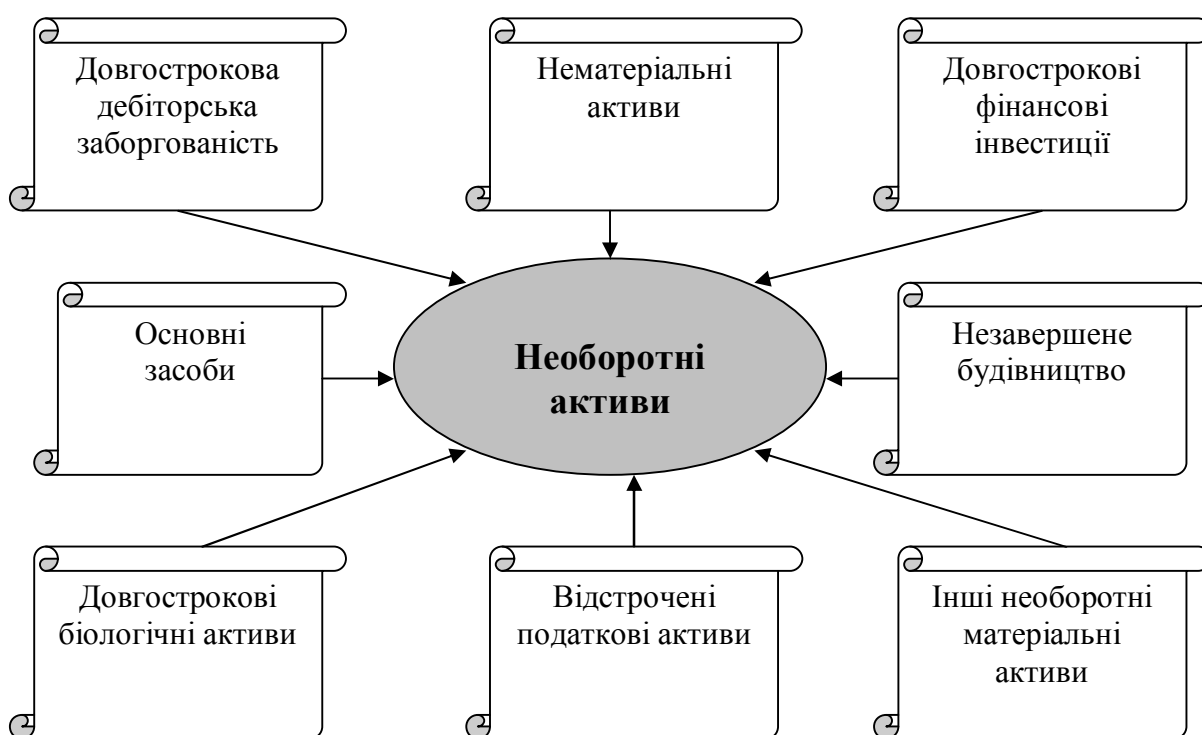 Довгострокова
дебіторська
заборгованість
Нематеріальні
активи
Довгострокові
фінансові
інвестиції
Основні
засоби
Необоротні
активи
Незавершене
будівництво
Довгострокові
біологічні активи
Відстрочені
податкові активи
Інші необоротні
матеріальні
активи